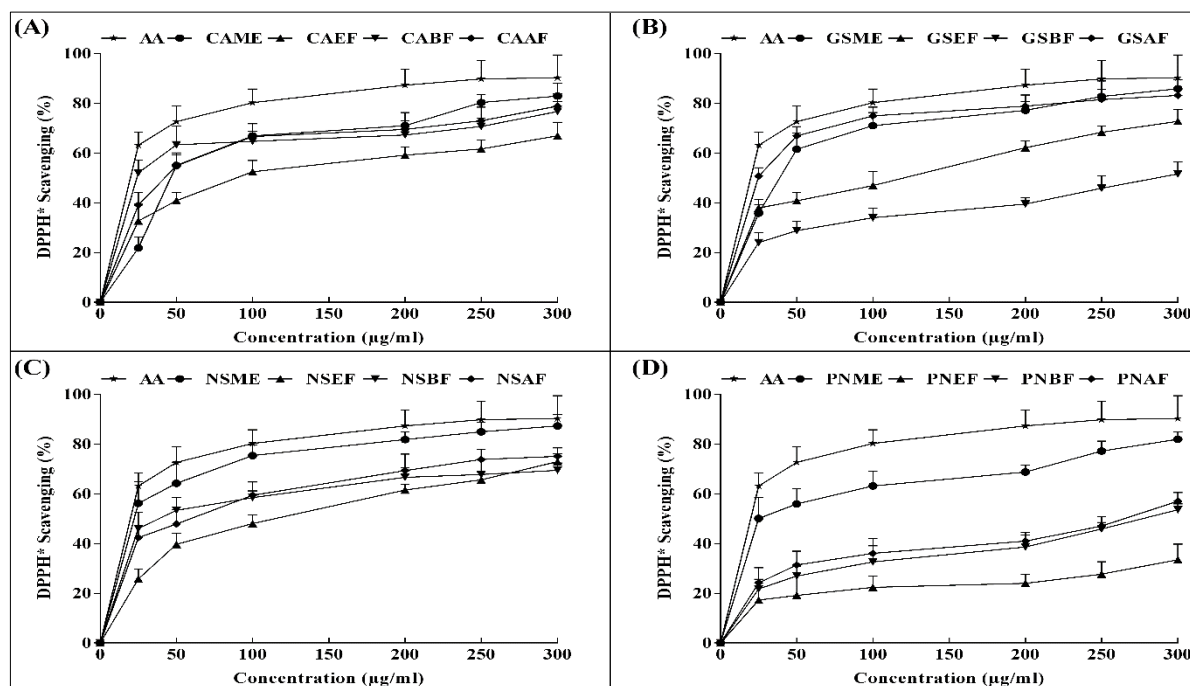 (A)
AA CAME CAEF CABF CAAF
100
80
60
40
20
0
DPPH* Scavenging (%)
0 50 100 150 200 250 300
Concentration (µg/ml)
(B)
AA GSME GSEF GSBF GSAF
100
80
60
40
20
0
DPPH* Scavenging (%)
0 50 100 150 200 250 300
Concentration (µg/ml)
(C)
AA NSME NSEF NSBF NSAF
100
80
60
40
20
0
DPPH* Scavenging (%)
0 50 100 150 200 250 300
Concentration (µg/ml)
(D)
AA PNME PNEF PNBF PNAF
100
80
60
40
20
0
DPPH* Scavenging (%)
0 50 100 150 200 250 300
Concentration (µg/ml)